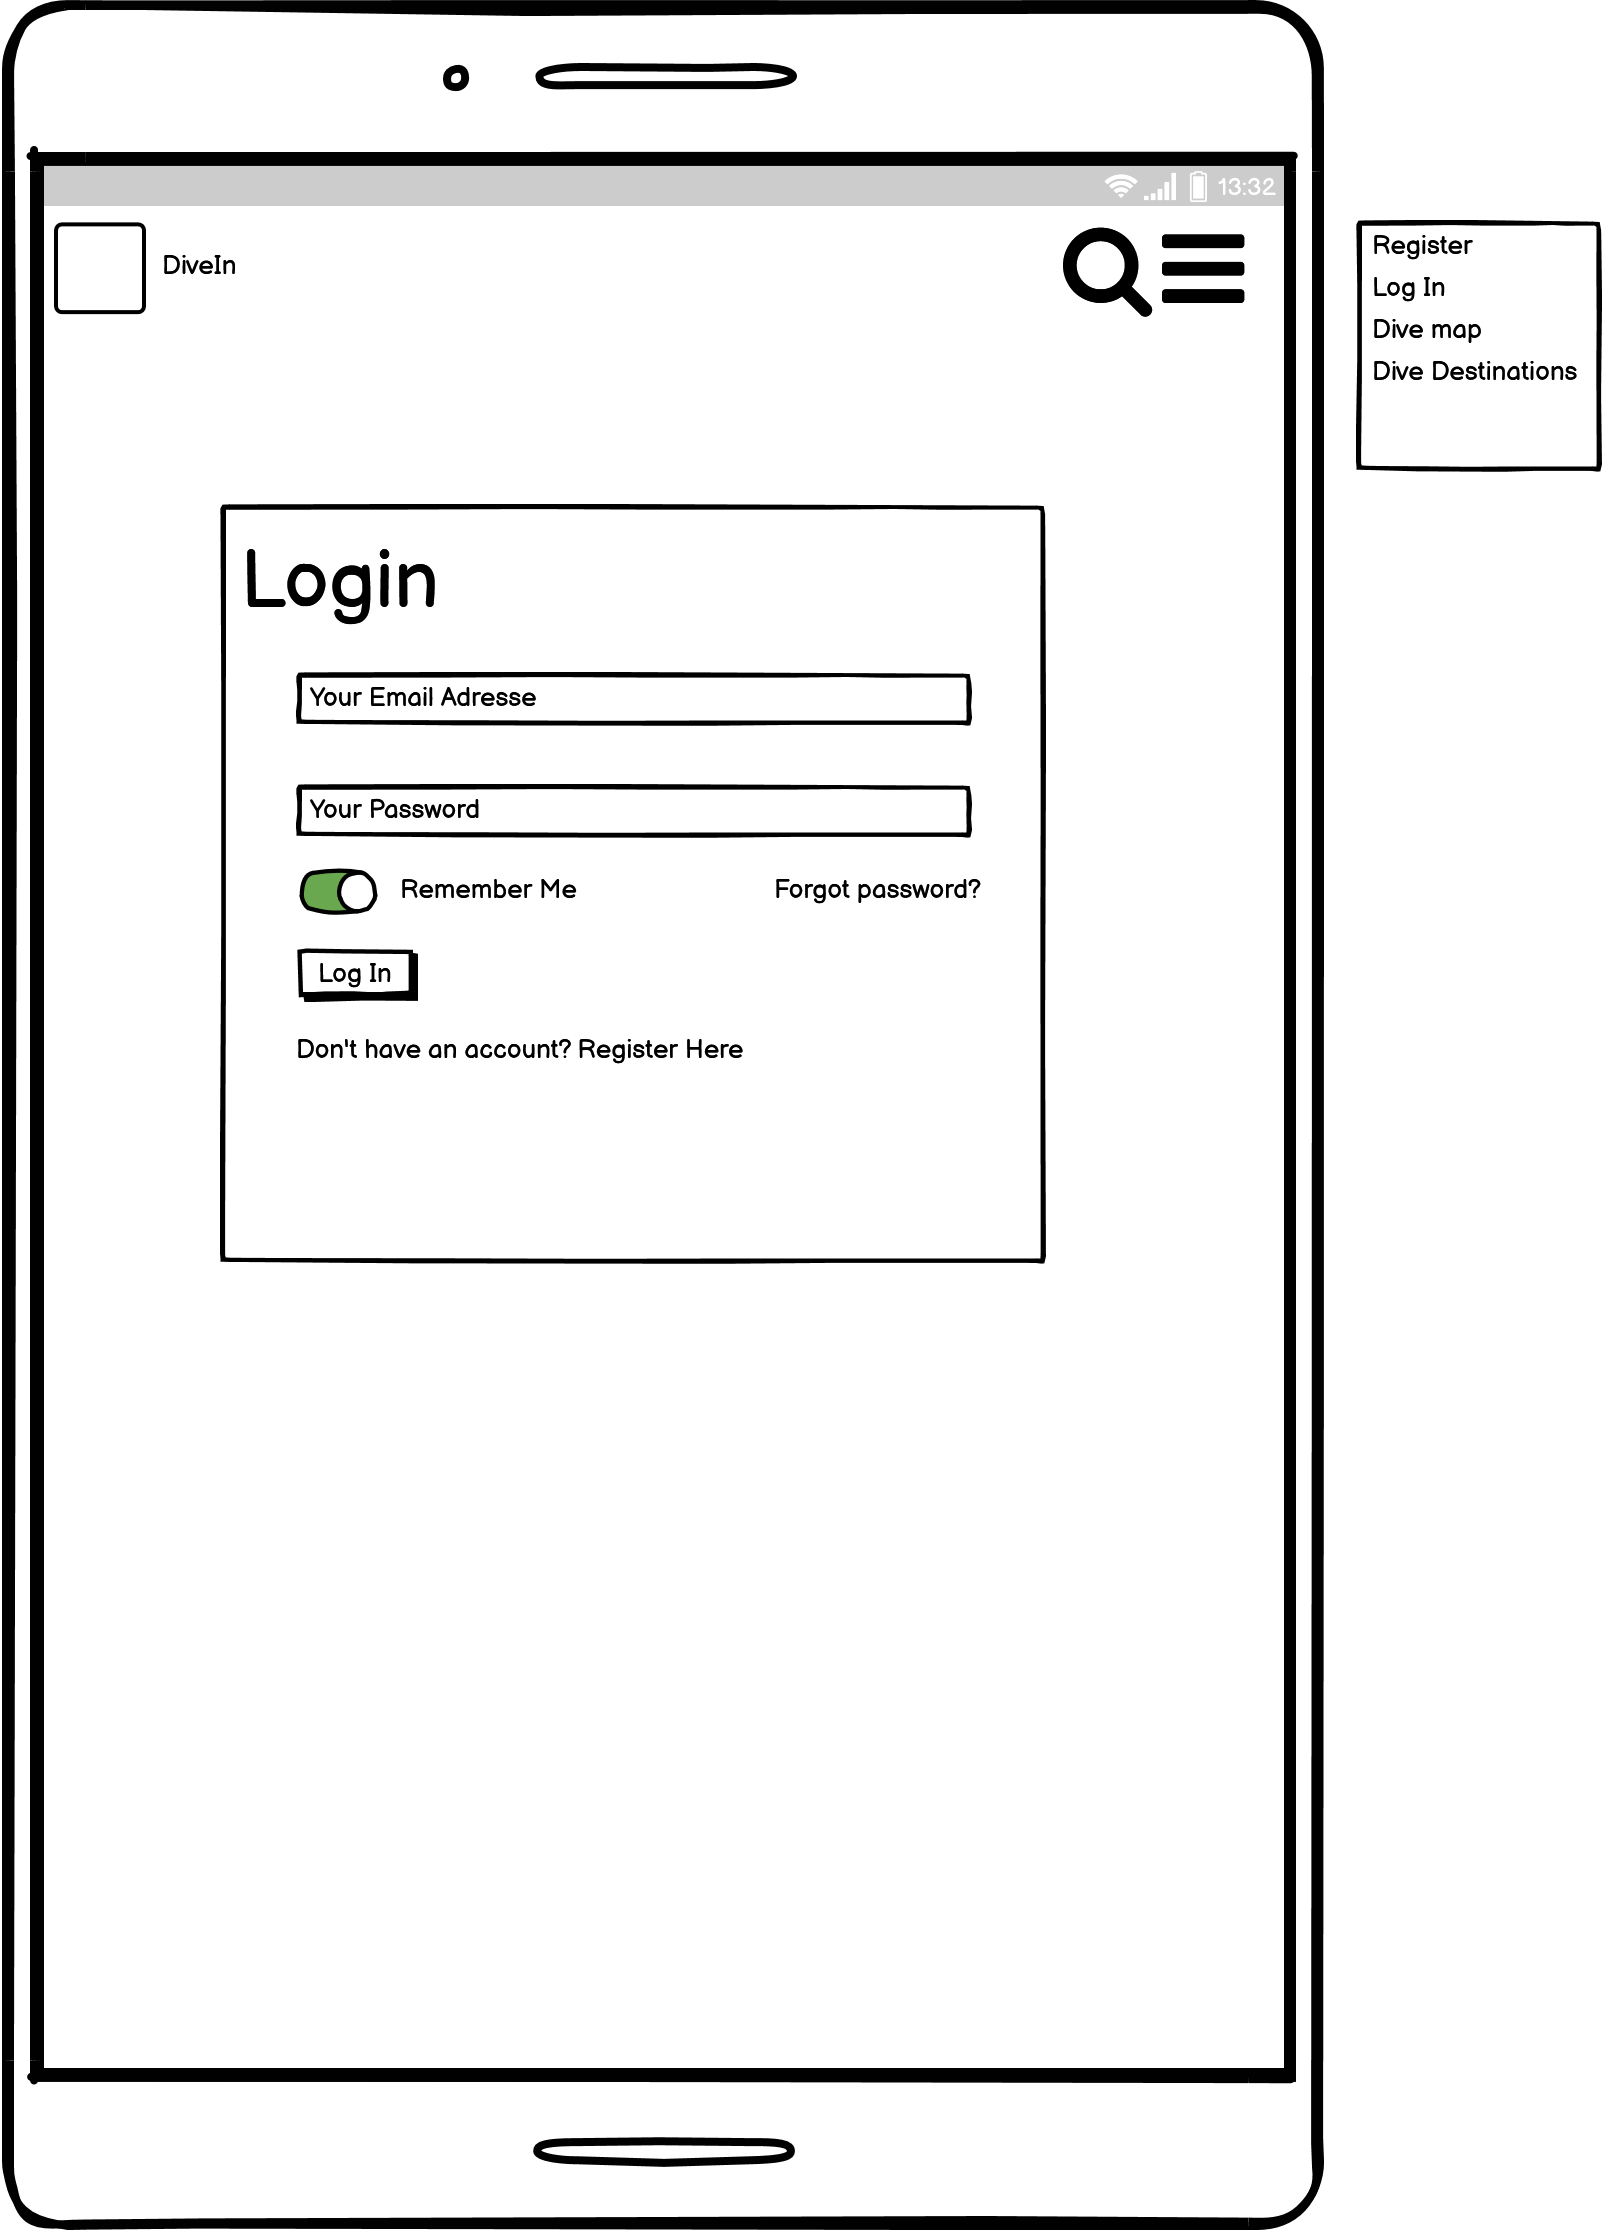 13:32
DiveIn
Register
Log In
Dive map
Dive Destinations
Login
Your Email Adresse
Your Password
Remember Me Forgot password?
Log In
Don't have an account? Register Here